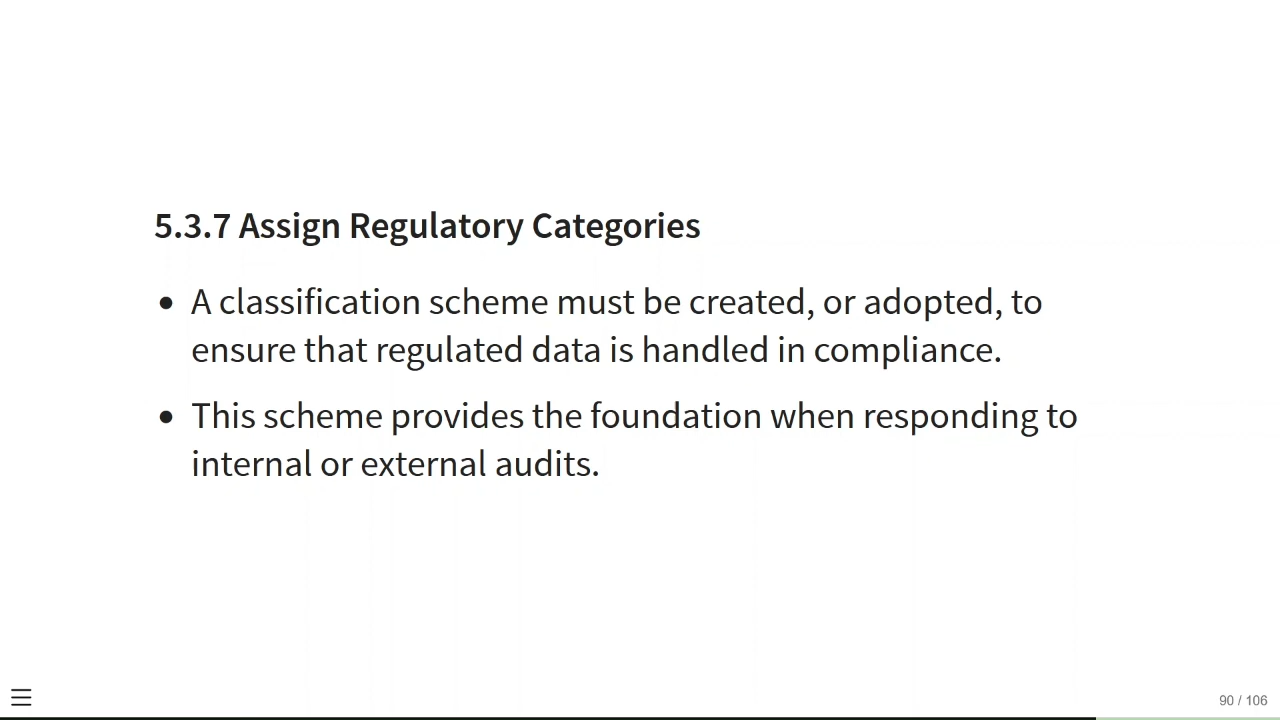 5.3.7 Assign Regulatory Categories
• A classification scheme must be created, or adopted, to
ensure that regulated data is handled in compliance.
• This scheme provides the foundation when responding to
internal or external audits.
90 / 106